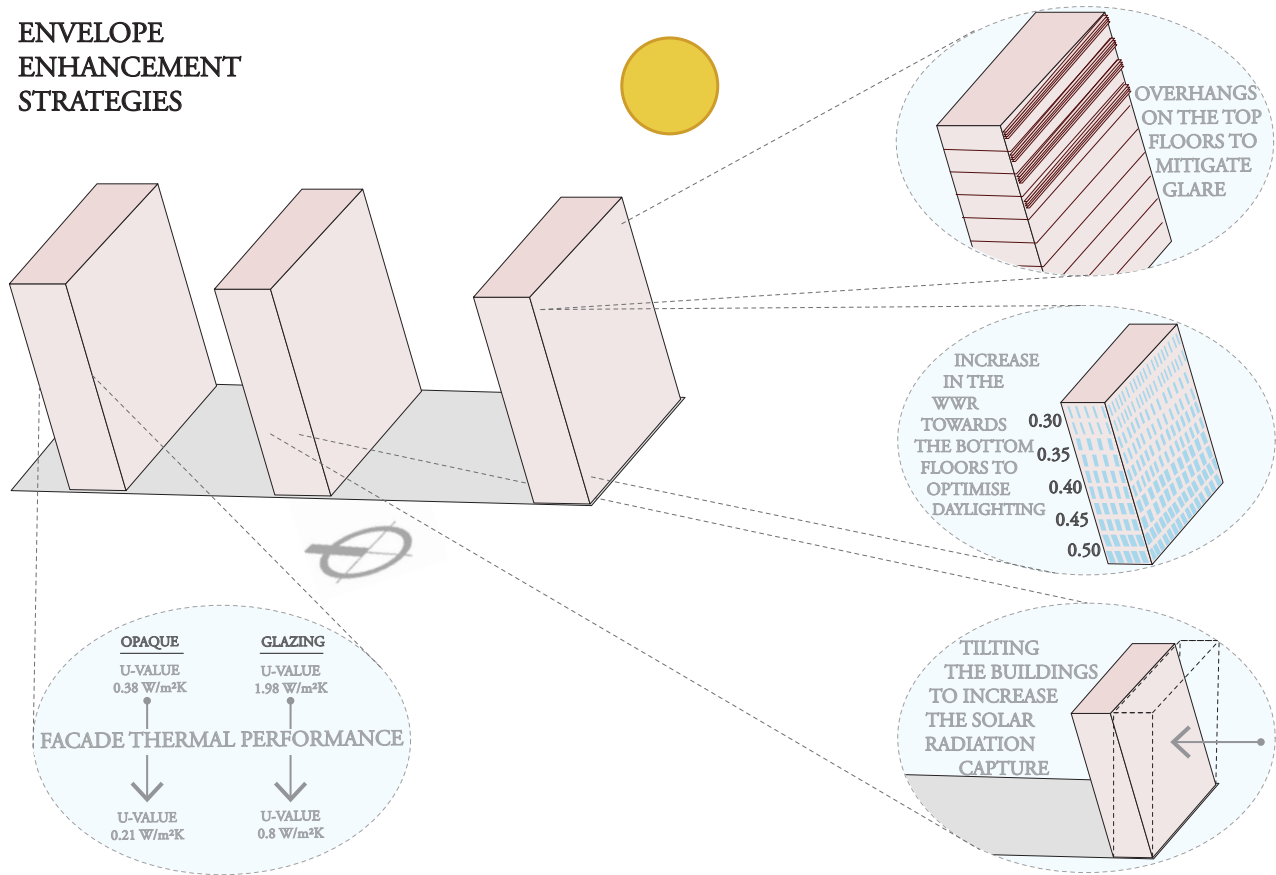 ENVELOPE
ENHANCEMENT
STRATEGIES
OVERHANGS
ON THE TOP
FLOORS TO
MITIGATE
GLARE
INCREASE
IN THE
WWR
TOWARDS
THE BOTTOM
FLOORS TO
OPTIMISE
DAYLIGHTING
0.30
0.35
0.40
0.45
0.50
OPAQUE
U-VALUE
0.38 W/m²K
GLAZING
U-VALUE
1.98 W/m²K
FACADE THERMAL PERFORMANCE
U-VALUE
0.21 W/m²K
U-VALUE
0.8 W/m²K
TILTING
THE BUILDINGS
TO INCREASE
THE SOLAR
RADIATION
CAPTURE